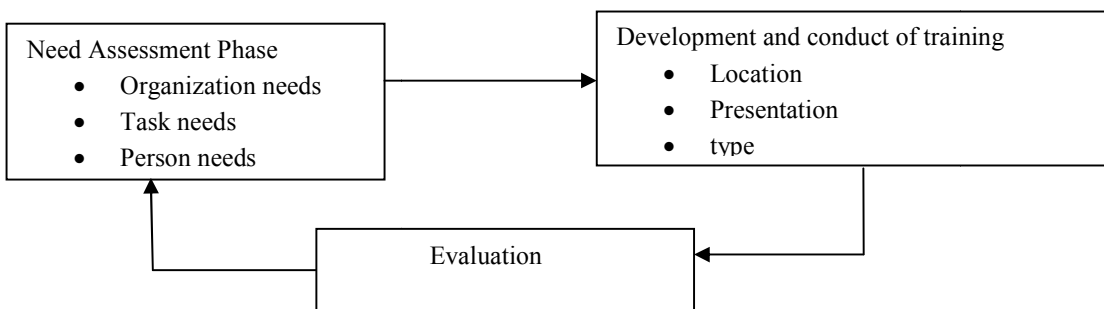 Need Assessment Phase
• Organization needs
• Task needs
• Person needs
Development and conduct of training
• Location
• Presentation
• type
Evaluation